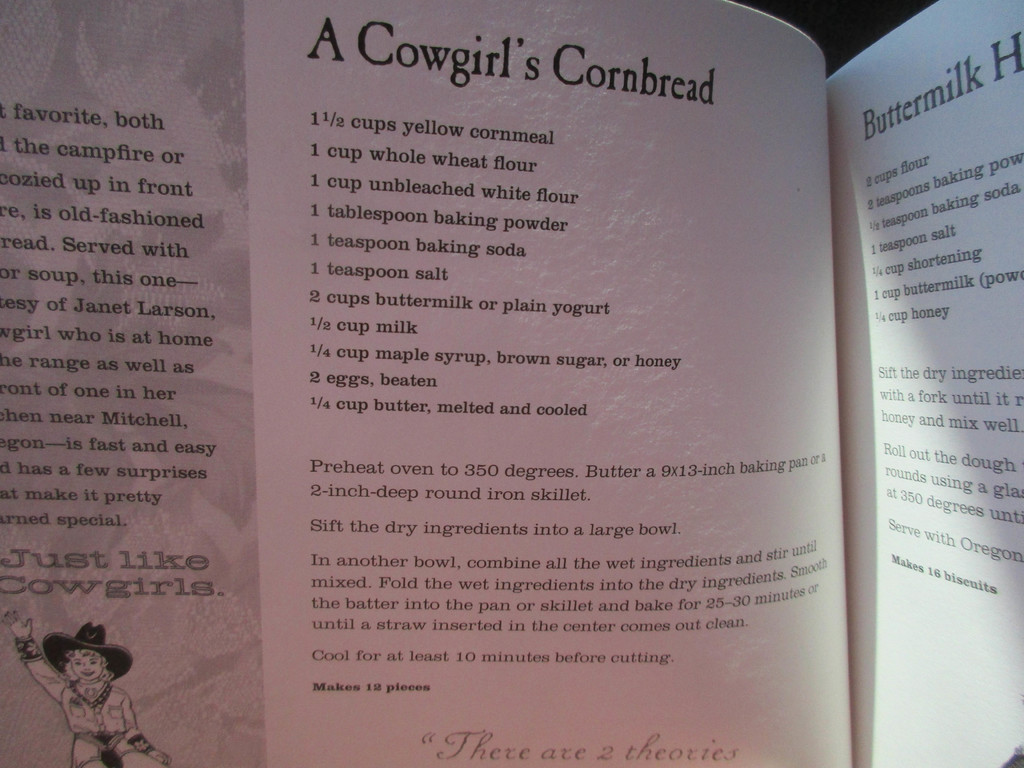 t favorite, both
the campfire or
cozied up in front
re, is old-fashioned
read. Served with
or soup, this one—
tesy of Janet Larson,
wgirl who is at home
he range as well as
ront of one in her
chen near Mitchell,
egon—is fast and easy
d has a few surprises
at make it pretty
arned special.
Just like
Cowgirls.
A Cowgirl's Cornbread
1 1/2 cups yellow cornmeal
1 cup whole wheat flour
1 cup unbleached white flour
1 tablespoon baking powder
1 teaspoon baking soda
1 teaspoon salt
2 cups buttermilk or plain yogurt
1/2 cup milk
1/4 cup maple syrup, brown sugar, or honey
2 eggs, beaten
1/4 cup butter, melted and cooled
Preheat oven to 350 degrees. Butter a 9x13-inch baking pan or a
2-inch-deep round iron skillet.
Sift the dry ingredients into a large bowl.
In another bowl, combine all the wet ingredients and stir until
mixed. Fold the wet ingredients into the dry ingredients. Smooth
the batter into the pan or skillet and bake for 25–30 minutes or
until a straw inserted in the center comes out clean.
Cool for at least 10 minutes before cutting.
Makes 12 pieces
“There are 2 theories
Buttermilk H
2 cups flour
2 teaspoons baking pow
1/2 teaspoon baking soda
1 teaspoon salt
1/4 cup shortening
1 cup buttermilk (powd
1/4 cup honey
Sift the dry ingredie
with a fork until it r
honey and mix well.
Roll out the dough
rounds using a glas
at 350 degrees unti
Serve with Oregon
Makes 16 biscuits